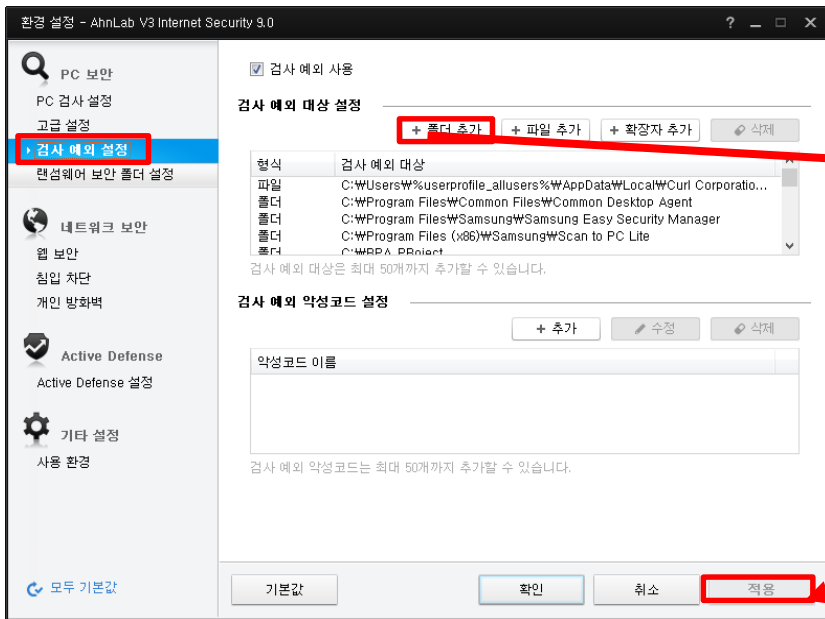 환경 설정 - AhnLab V3 Internet Security 9.0
PC 보안
PC 검사 설정
고급 설정
검사 예외 설정
랜섬웨어 보안 폴더 설정
네트워크 보안
웹 보안
침입 차단
개인 방화벽
Active Defense
Active Defense 설정
기타 설정
사용 환경
모두 기본값
검사 예외 사용
검사 예외 대상 설정
+ 폴더 추가 + 파일 추가 + 확장자 추가 삭제
형식 검사 예외 대상
파일 C:₩Users₩%userprofile_allusers%₩AppData₩Local₩Curl Corporatio...
폴더 C:₩Program Files₩Common Files₩Common Desktop Agent
폴더 C:₩Program Files₩Samsung₩Samsung Easy Security Manager
폴더 C:₩Program Files (x86)₩Samsung₩Scan to PC Lite
폴더 C:₩RPA_PRoject
검사 예외 대상은 최대 50개까지 추가할 수 있습니다.
검사 예외 악성코드 설정
+ 추가 수정 삭제
악성코드 이름
검사 예외 악성코드는 최대 50개까지 추가할 수 있습니다.
기본값 확인 취소 적용